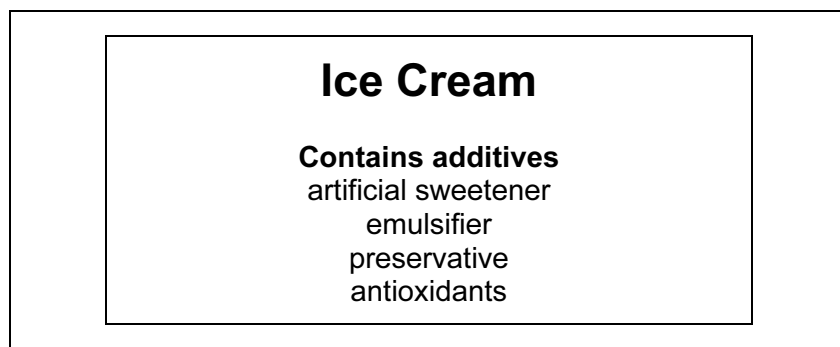 Ice Cream
Contains additives
artificial sweetener
emulsifier
preservative
antioxidants